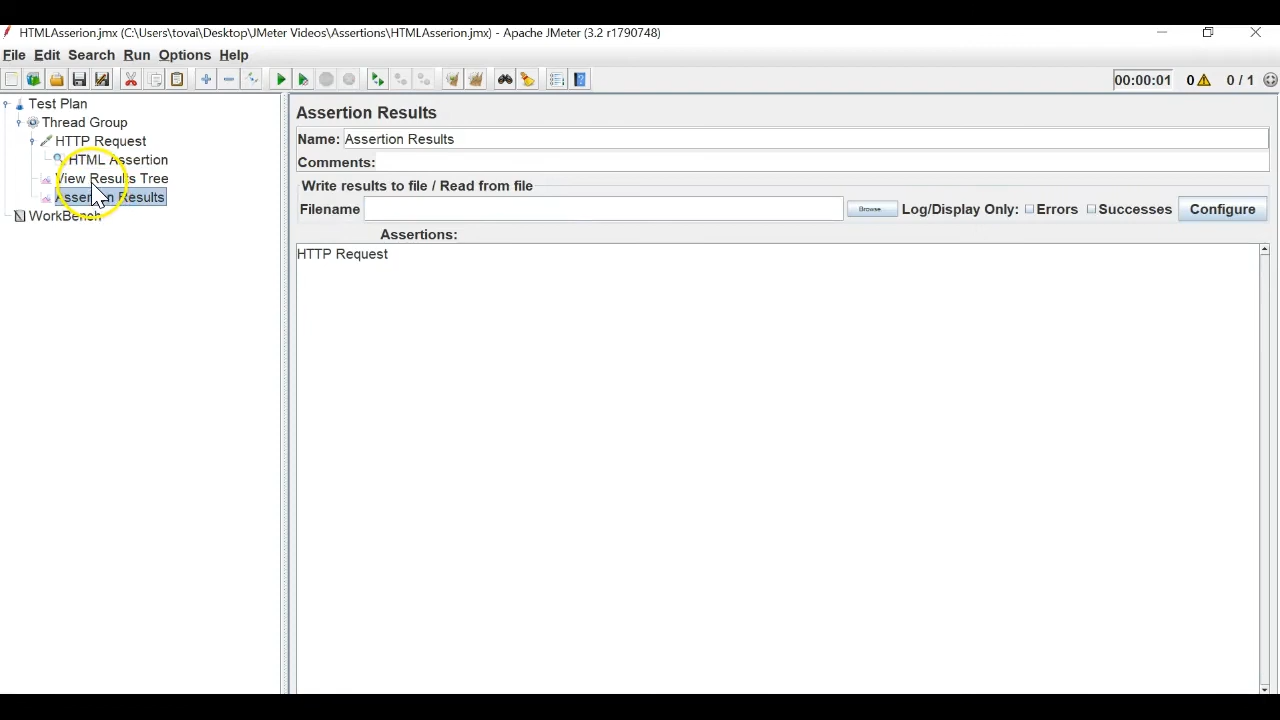 HTMLAsserion.jmx (C:\Users\tovai\Desktop\JMeter Videos\Assertions\HTMLAsserion.jmx) - Apache JMeter (3.2 r1790748)
File Edit Search Run Options Help
00:00:01 0 0 / 1
Test Plan
Thread Group
HTTP Request
HTML Assertion
View Results Tree
Assertion Results
WorkBench
Assertion Results
Name: Assertion Results
Comments:
Write results to file / Read from file
Filename Browse... Log/Display Only: Errors Successes Configure
Assertions:
HTTP Request